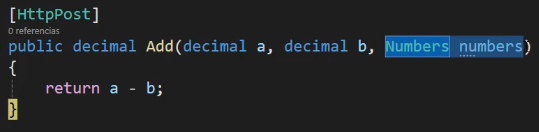 [HttpPost]
0 referencias
public decimal Add(decimal a, decimal b, Numbers numbers)
{
return a - b;
}